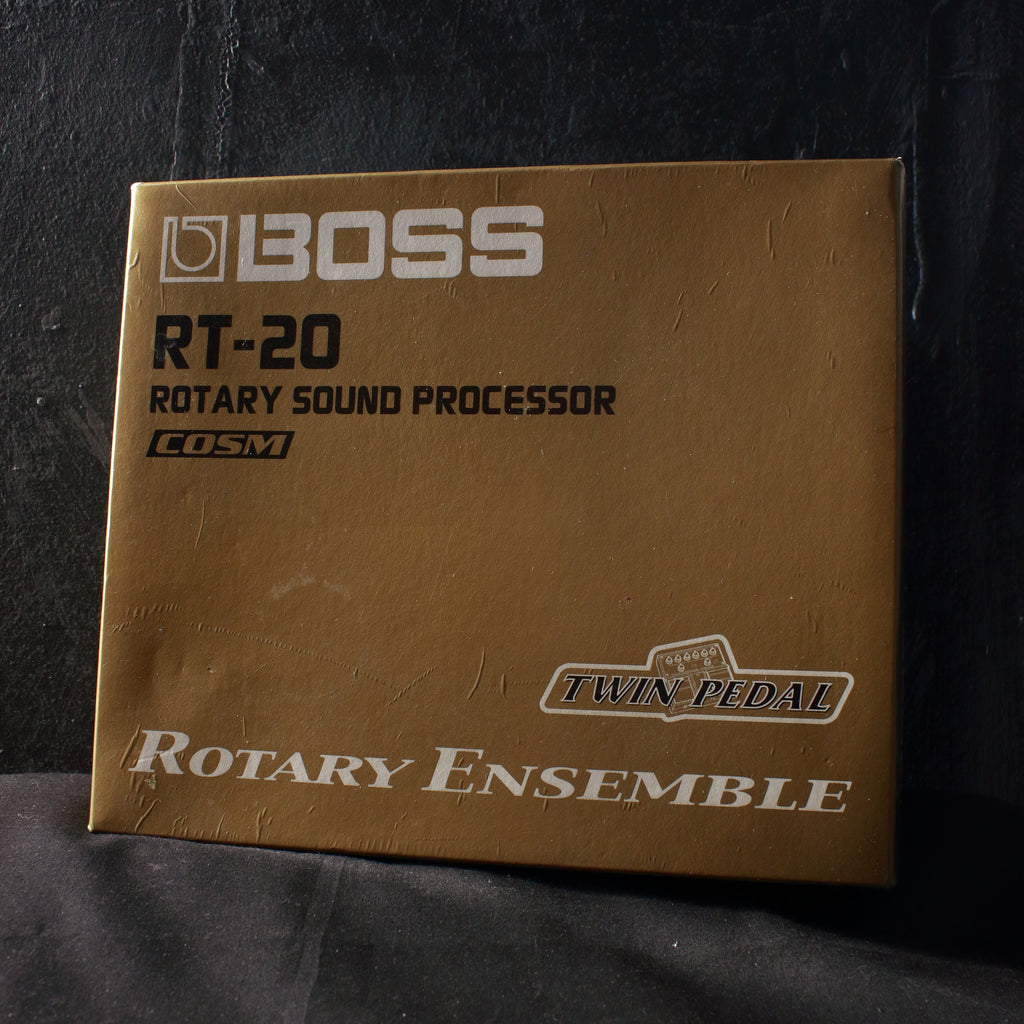 BOSS
RT-20
ROTARY SOUND PROCESSOR
COSM
TWIN PEDAL
ROTARY ENSEMBLE